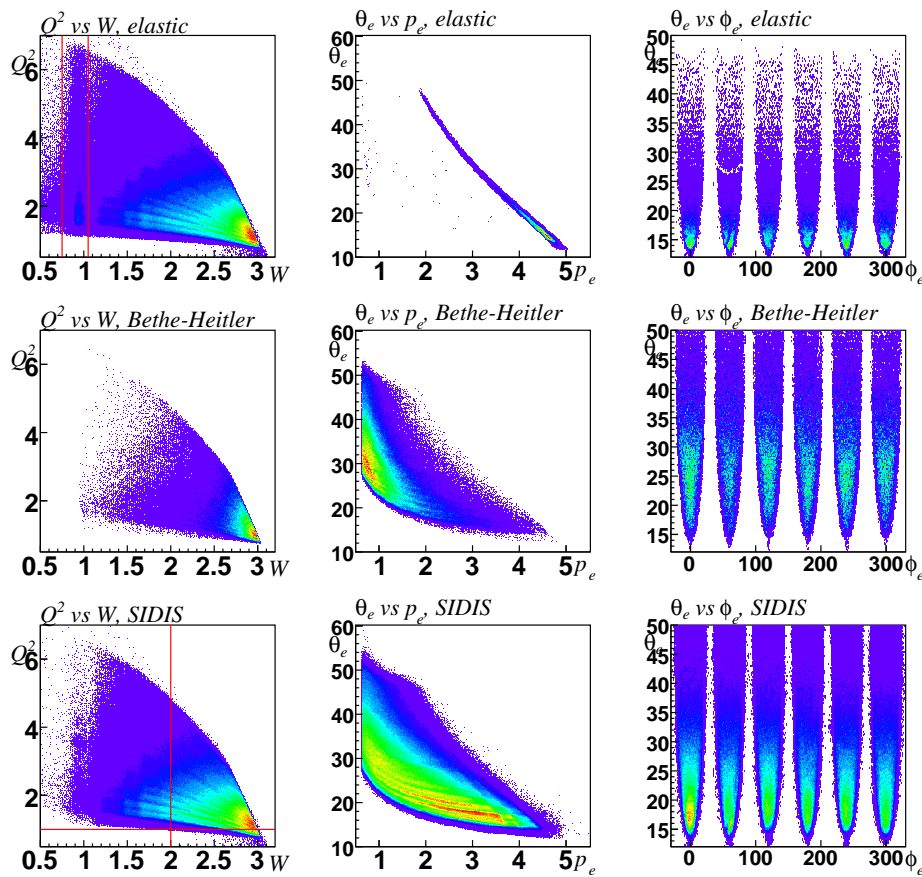 Q² vs W, elastic
Q²
6
4
2
0.5 1 1.5 2 2.5 3 W
θe vs pe, elastic
θe
60
50
40
30
20
10
1 2 3 4 5 pe
θe vs ϕe, elastic
θe
50
45
40
35
30
25
20
15
0 100 200 300 ϕe
Q² vs W, Bethe-Heitler
Q²
6
4
2
0.5 1 1.5 2 2.5 3 W
θe vs pe, Bethe-Heitler
θe
60
50
40
30
20
10
1 2 3 4 5 pe
θe vs ϕe, Bethe-Heitler
θe
50
45
40
35
30
25
20
15
0 100 200 300 ϕe
Q² vs W, SIDIS
Q²
6
4
2
0.5 1 1.5 2 2.5 3 W
θe vs pe, SIDIS
θe
60
50
40
30
20
10
1 2 3 4 5 pe
θe vs ϕe, SIDIS
θe
50
45
40
35
30
25
20
15
0 100 200 300 ϕe